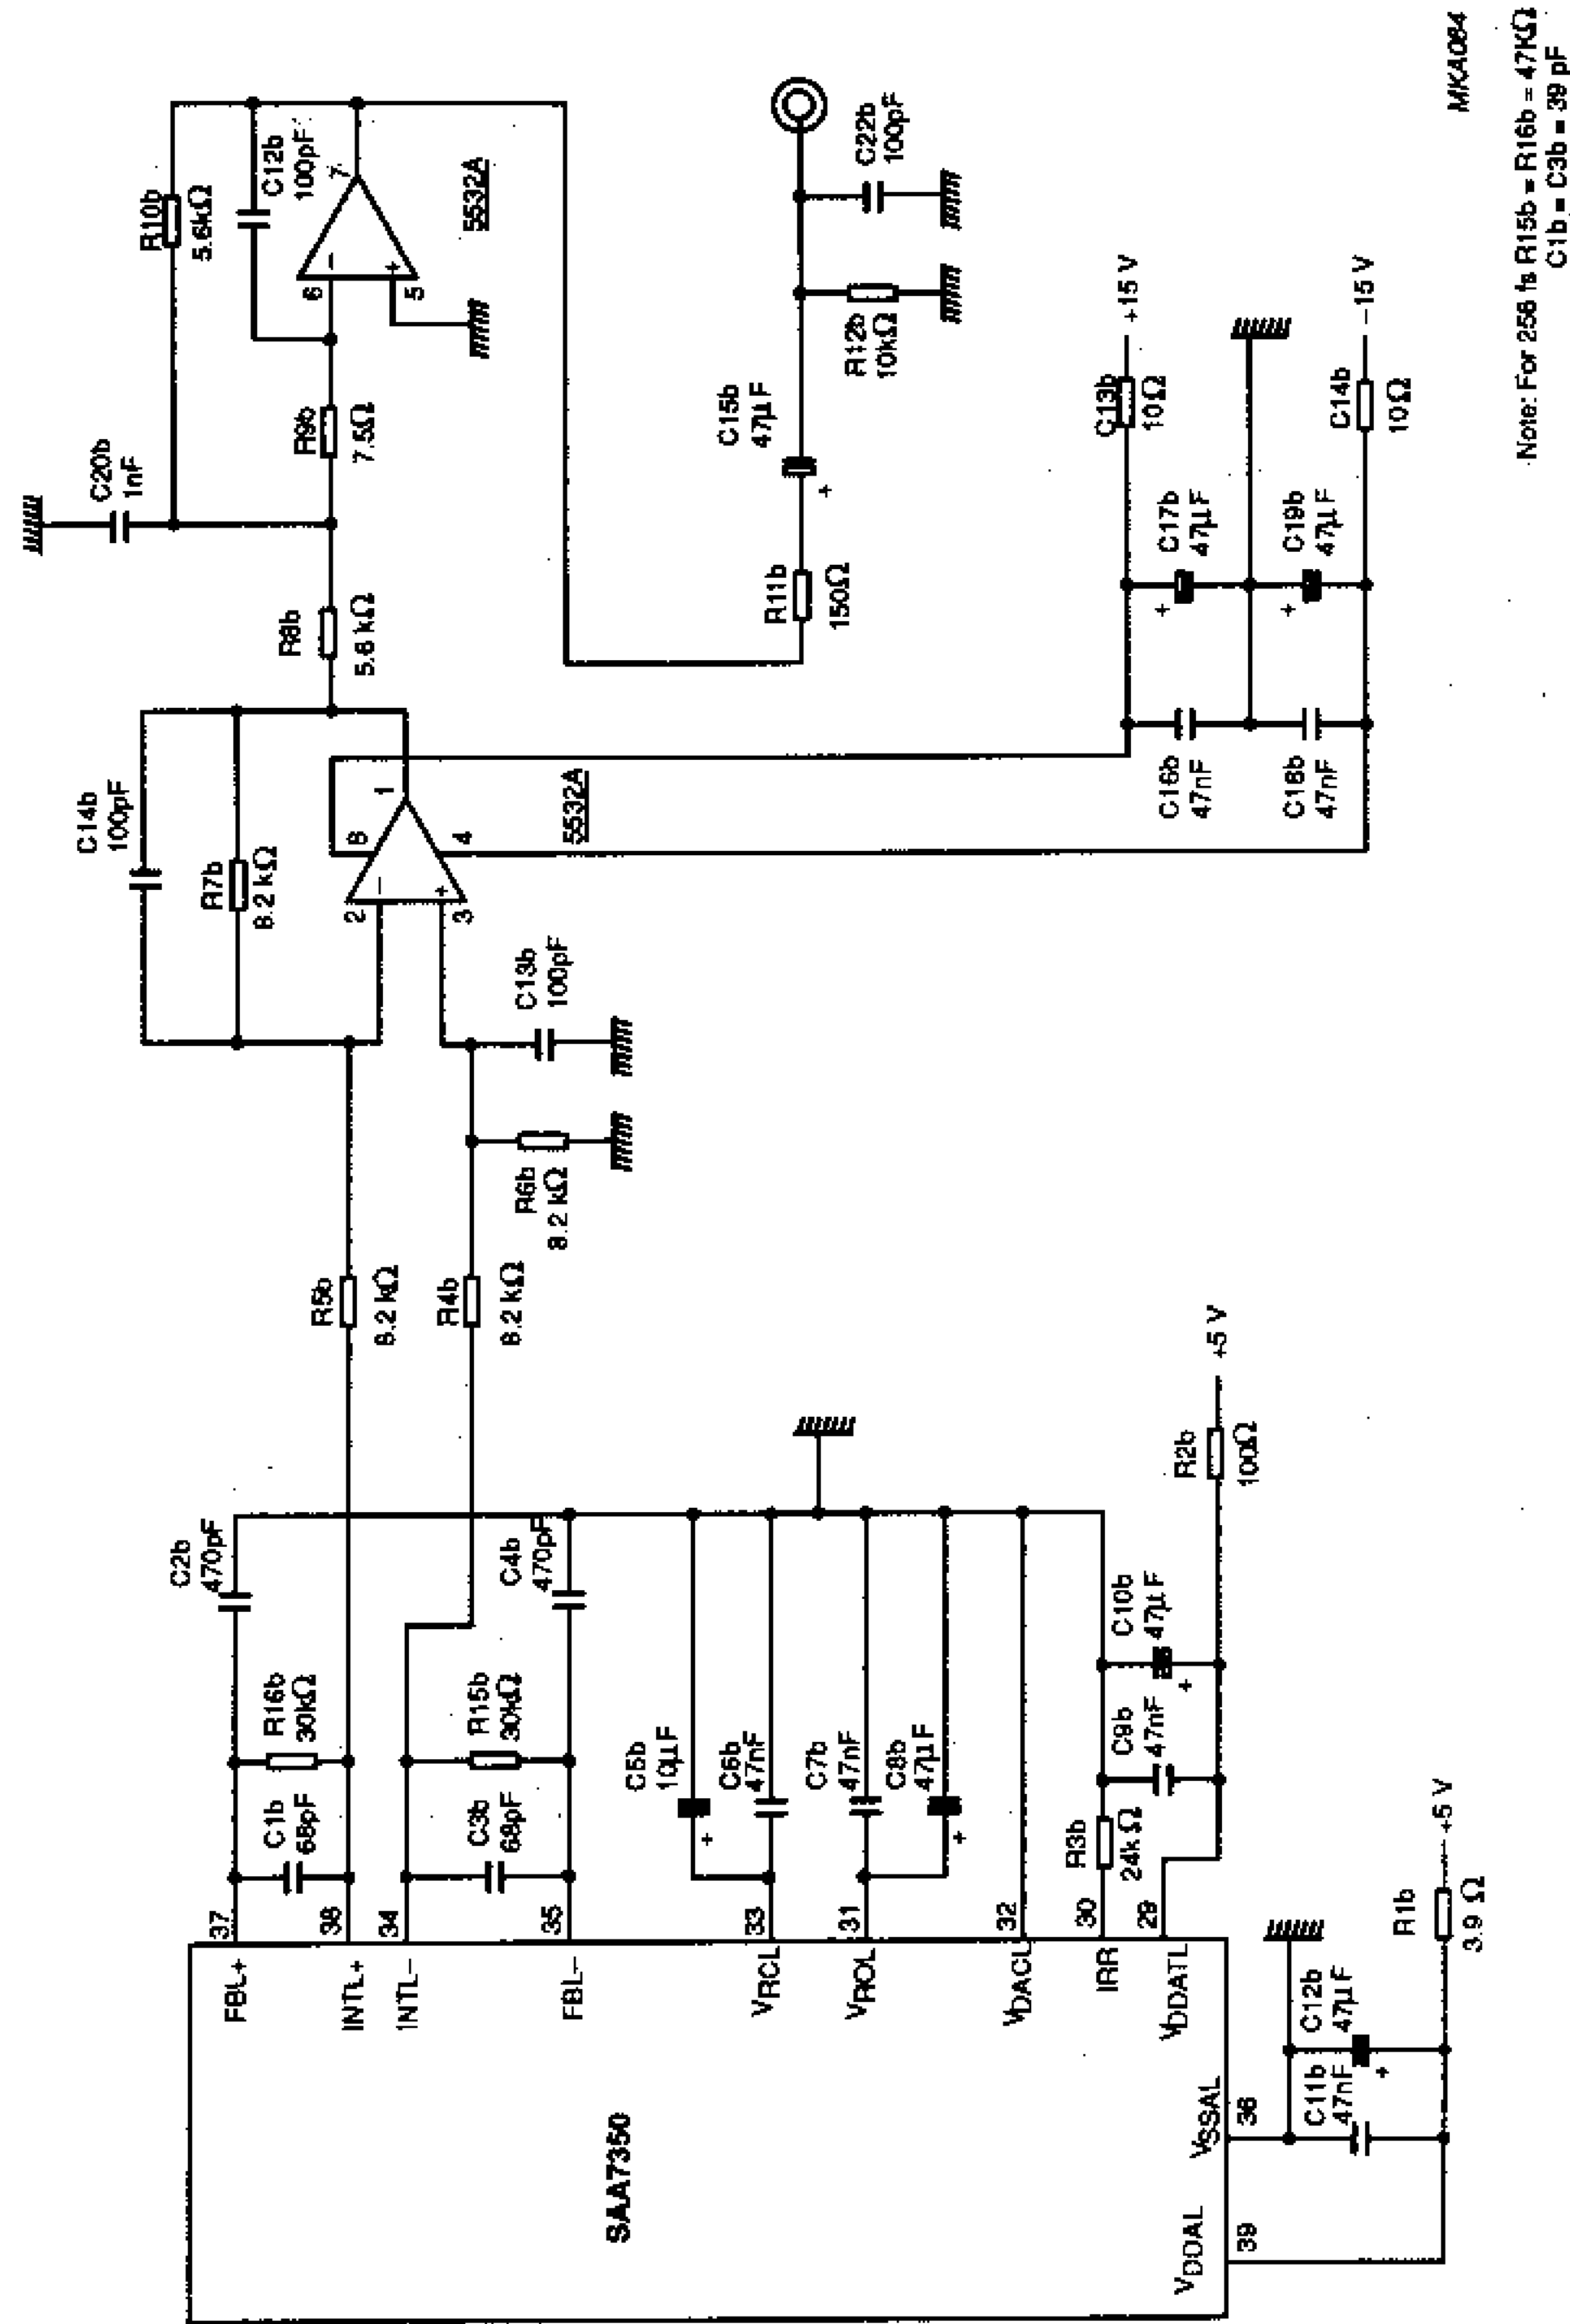 SAA7350
FBL+
37
INTL+
38
INTL−
34
FBL−
35
VRCL
33
VROL
31
VDACL
32
IRR
30
VDDATL
29
VSSAL
36
VDDAL
39
C1b
68pF
R16b
30kΩ
C2b
470pF
C3b
68pF
R15b
30kΩ
C4b
470pF
C5b
10µF
C6b
47nF
C7b
47nF
C8b
47µF
+
+
R3b
24kΩ
C9b
47nF
C10b
47µF
+
R2b
100Ω
+5 V
C11b
47nF
C12b
47µF
+
R1b
3.9 Ω
+5 V
R5b
8.2 kΩ
R4b
8.2 kΩ
R6b
8.2 kΩ
C13b
100pF
C14b
100pF
R7b
8.2 kΩ
2
−
3
+
8
1
4
5532A
R8b
5.6 kΩ
C20b
1nF
R9b
7.5Ω
R10b
5.6kΩ
C12b
100pF
6
−
5
+
7
5532A
R11b
150Ω
C15b
47µF
+
R12b
10kΩ
C22b
100pF
C16b
47nF
C17b
47µF
+
C13b
10Ω
+15 V
C18b
47nF
C19b
47µF
+
C14b
10Ω
−15 V
MKA084
Note: For 256 fs R15b = R16b = 47KΩ
C1b = C3b = 39 pF